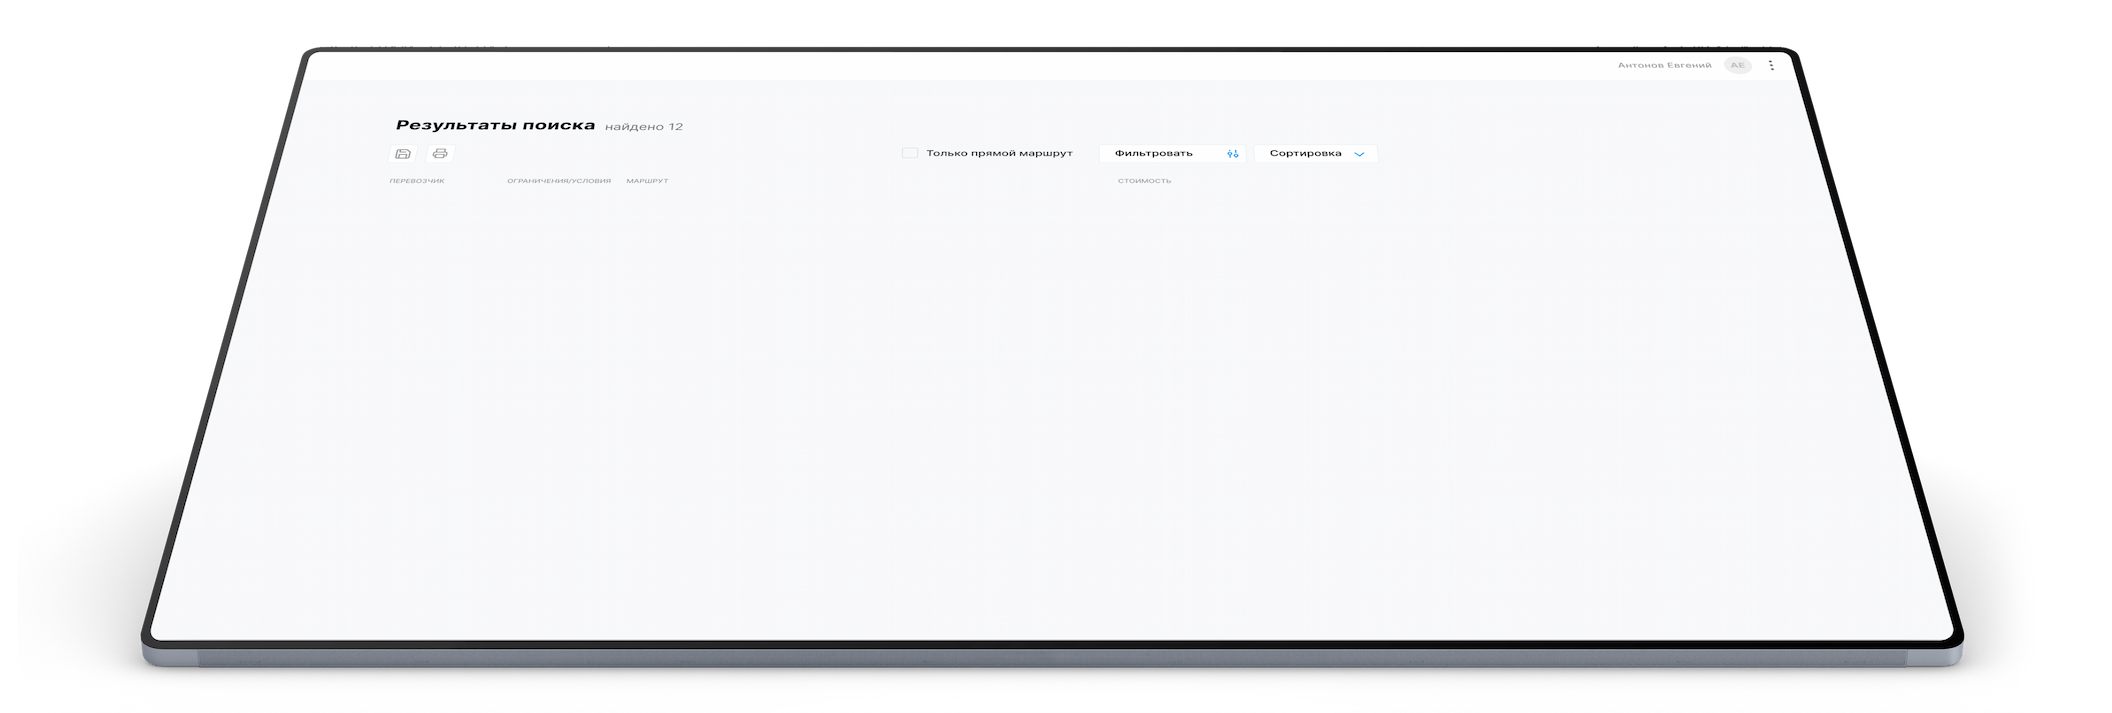 Антонов Евгений АЕ
Результаты поиска найдено 12
Только прямой маршрут Фильтровать Сортировка
ПЕРЕВОЗЧИК ОГРАНИЧЕНИЯ/УСЛОВИЯ МАРШРУТ СТОИМОСТЬ